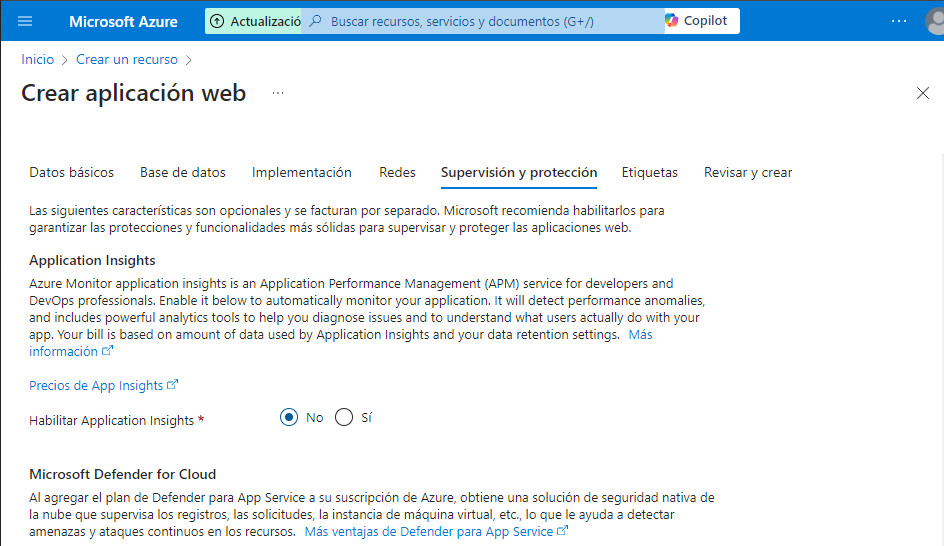 Microsoft Azure
Actualizació
Buscar recursos, servicios y documentos (G+/)
Copilot
...
Inicio > Crear un recurso >
Crear aplicación web ...
Datos básicos Base de datos Implementación Redes Supervisión y protección Etiquetas Revisar y crear
Las siguientes características son opcionales y se facturan por separado. Microsoft recomienda habilitarlos para
garantizar las protecciones y funcionalidades más sólidas para supervisar y proteger las aplicaciones web.
Application Insights
Azure Monitor application insights is an Application Performance Management (APM) service for developers and
DevOps professionals. Enable it below to automatically monitor your application. It will detect performance anomalies,
and includes powerful analytics tools to help you diagnose issues and to understand what users actually do with your
app. Your bill is based on amount of data used by Application Insights and your data retention settings. Más
información
Precios de App Insights
Habilitar Application Insights * No Sí
Microsoft Defender for Cloud
Al agregar el plan de Defender para App Service a su suscripción de Azure, obtiene una solución de seguridad nativa de
la nube que supervisa los registros, las solicitudes, la instancia de máquina virtual, etc., lo que le ayuda a detectar
amenazas y ataques continuos en los recursos. Más ventajas de Defender para App Service